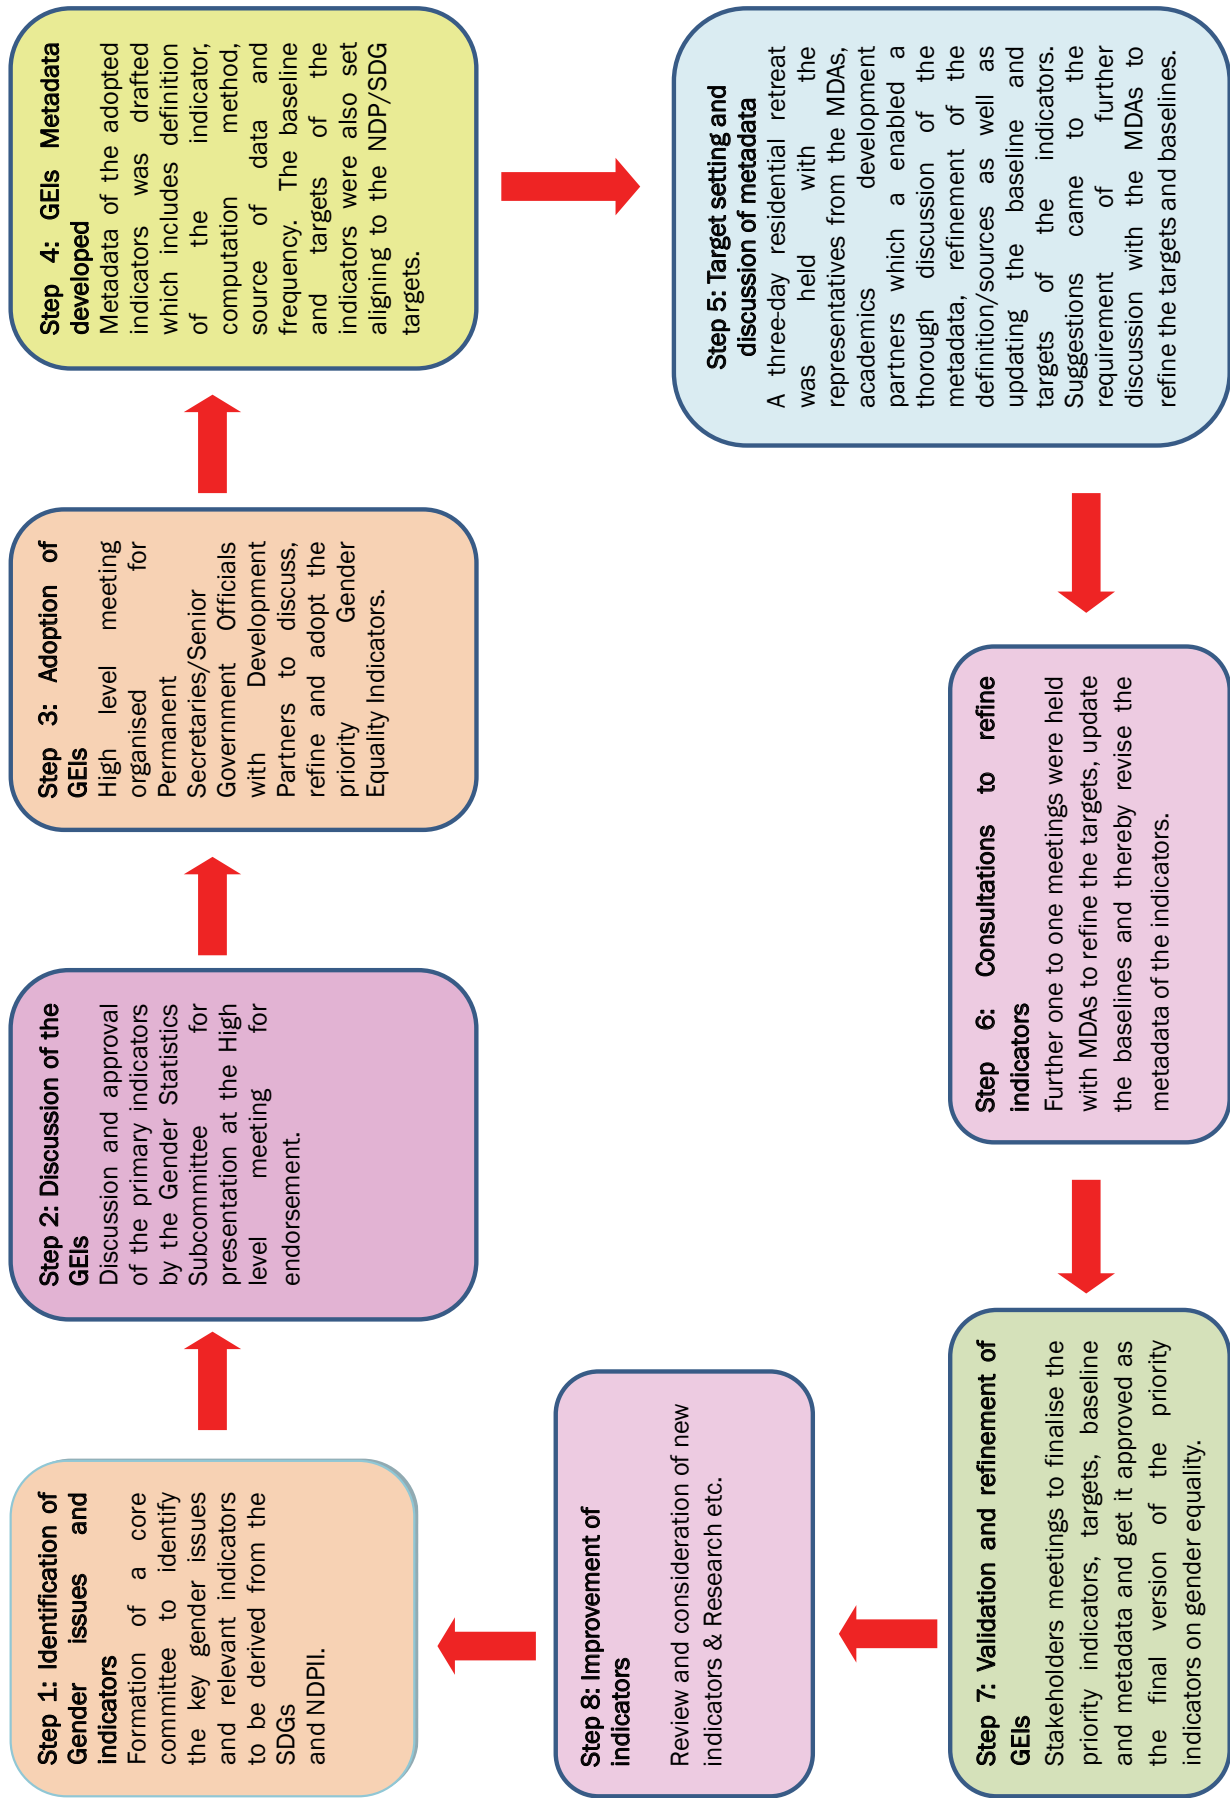 Step 1: Identification of
Gender issues and
indicators
Formation of a core
committee to identify
the key gender issues
and relevant indicators
to be derived from the
SDGs
and NDPII.
Step 2: Discussion of the
GEIs
Discussion and approval
of the primary indicators
by the Gender Statistics
Subcommittee for
presentation at the High
level meeting for
endorsement.
Step 3: Adoption of
GEIs
High level meeting
organised for
Permanent
Secretaries/Senior
Government Officials
with Development
Partners to discuss,
refine and adopt the
priority Gender
Equality Indicators.
Step 4: GEIs Metadata
developed
Metadata of the adopted
indicators was drafted
which includes definition
of the indicator,
computation method,
source of data and
frequency. The baseline
and targets of the
indicators were also set
aligning to the NDP/SDG
targets.
Step 5: Target setting and
discussion of metadata
A three-day residential retreat
was held with the
representatives from the MDAs,
academics development
partners which a enabled a
thorough discussion of the
metadata, refinement of the
definition/sources as well as
updating the baseline and
targets of the indicators.
Suggestions came to the
requirement of further
discussion with the MDAs to
refine the targets and baselines.
Step 6: Consultations to refine
indicators
Further one to one meetings were held
with MDAs to refine the targets, update
the baselines and thereby revise the
metadata of the indicators.
Step 7: Validation and refinement of
GEIs
Stakeholders meetings to finalise the
priority indicators, targets, baseline
and metadata and get it approved as
the final version of the priority
indicators on gender equality.
Step 8: Improvement of
indicators
Review and consideration of new
indicators & Research etc.